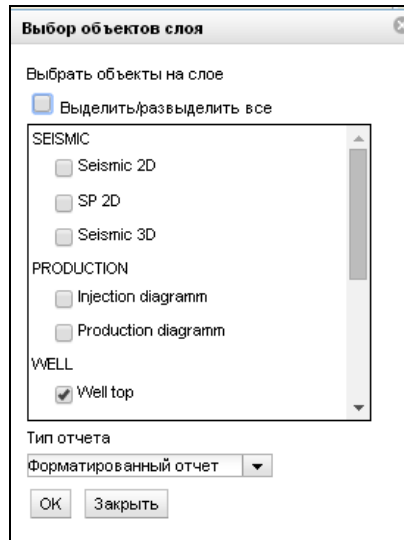 Выбор объектов слоя
Выбрать объекты на слое
Выделить/развыделить все
SEISMIC
Seismic 2D
SP 2D
Seismic 3D
PRODUCTION
Injection diagramm
Production diagramm
WELL
Well top
Тип отчета
Форматированный отчет
OK Закрыть